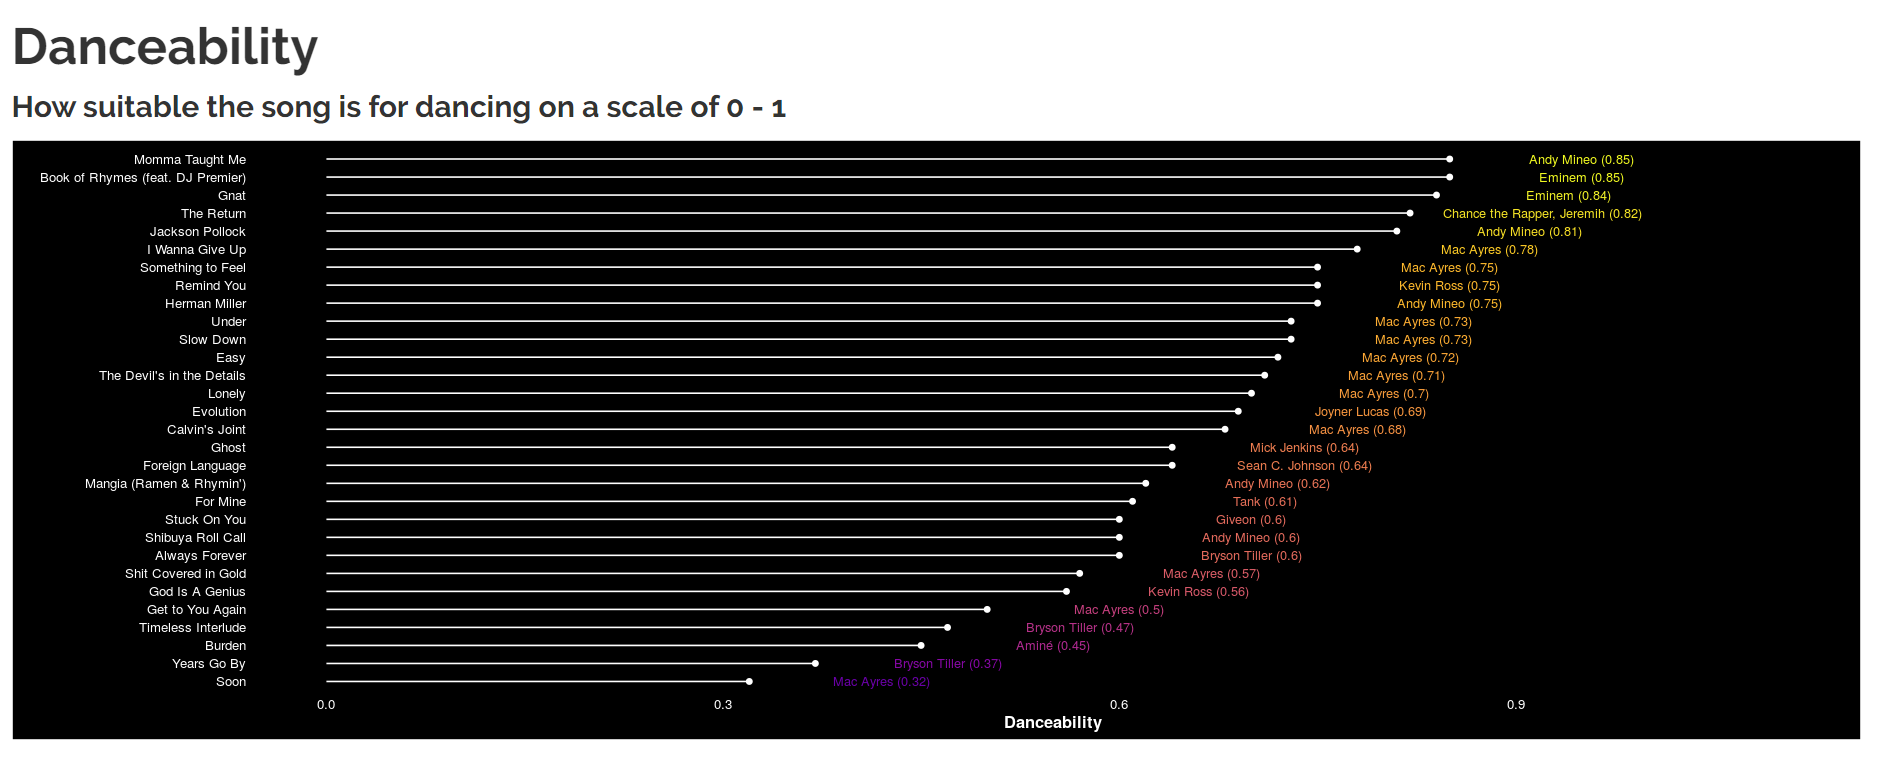 Danceability
How suitable the song is for dancing on a scale of 0 - 1
Momma Taught Me Andy Mineo (0.85)
Book of Rhymes (feat. DJ Premier) Eminem (0.85)
Gnat Eminem (0.84)
The Return Chance the Rapper, Jeremih (0.82)
Jackson Pollock Andy Mineo (0.81)
I Wanna Give Up Mac Ayres (0.78)
Something to Feel Mac Ayres (0.75)
Remind You Kevin Ross (0.75)
Herman Miller Andy Mineo (0.75)
Under Mac Ayres (0.73)
Slow Down Mac Ayres (0.73)
Easy Mac Ayres (0.72)
The Devil's in the Details Mac Ayres (0.71)
Lonely Mac Ayres (0.7)
Evolution Joyner Lucas (0.69)
Calvin's Joint Mac Ayres (0.68)
Ghost Mick Jenkins (0.64)
Foreign Language Sean C. Johnson (0.64)
Mangia (Ramen & Rhymin') Andy Mineo (0.62)
For Mine Tank (0.61)
Stuck On You Giveon (0.6)
Shibuya Roll Call Andy Mineo (0.6)
Always Forever Bryson Tiller (0.6)
Shit Covered in Gold Mac Ayres (0.57)
God Is A Genius Kevin Ross (0.56)
Get to You Again Mac Ayres (0.5)
Timeless Interlude Bryson Tiller (0.47)
Burden Aminé (0.45)
Years Go By Bryson Tiller (0.37)
Soon Mac Ayres (0.32)
0.0 0.3 0.6 0.9
Danceability